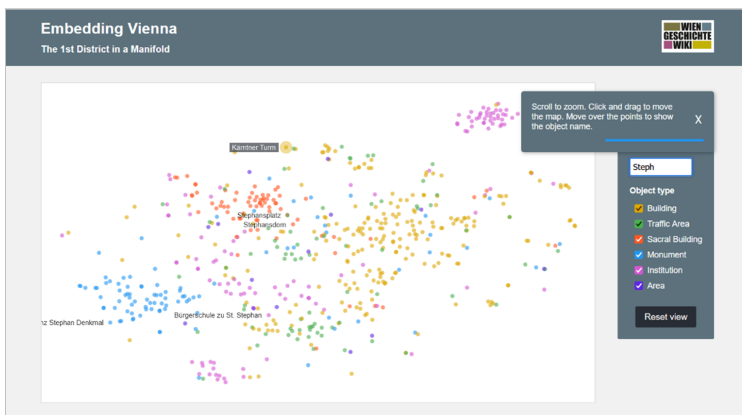 Embedding Vienna
The 1st District in a Manifold
WIEN
GESCHICHTE
WIKI
Scroll to zoom. Click and drag to move
the map. Move over the points to show
the object name.
X
Kärntner Turm
Steph
Object type
Building
Traffic Area
Sacral Building
Monument
Institution
Area
Reset view
Stephansplatz
Stephansdom
Bürgerschule zu St. Stephan
nz Stephan Denkmal